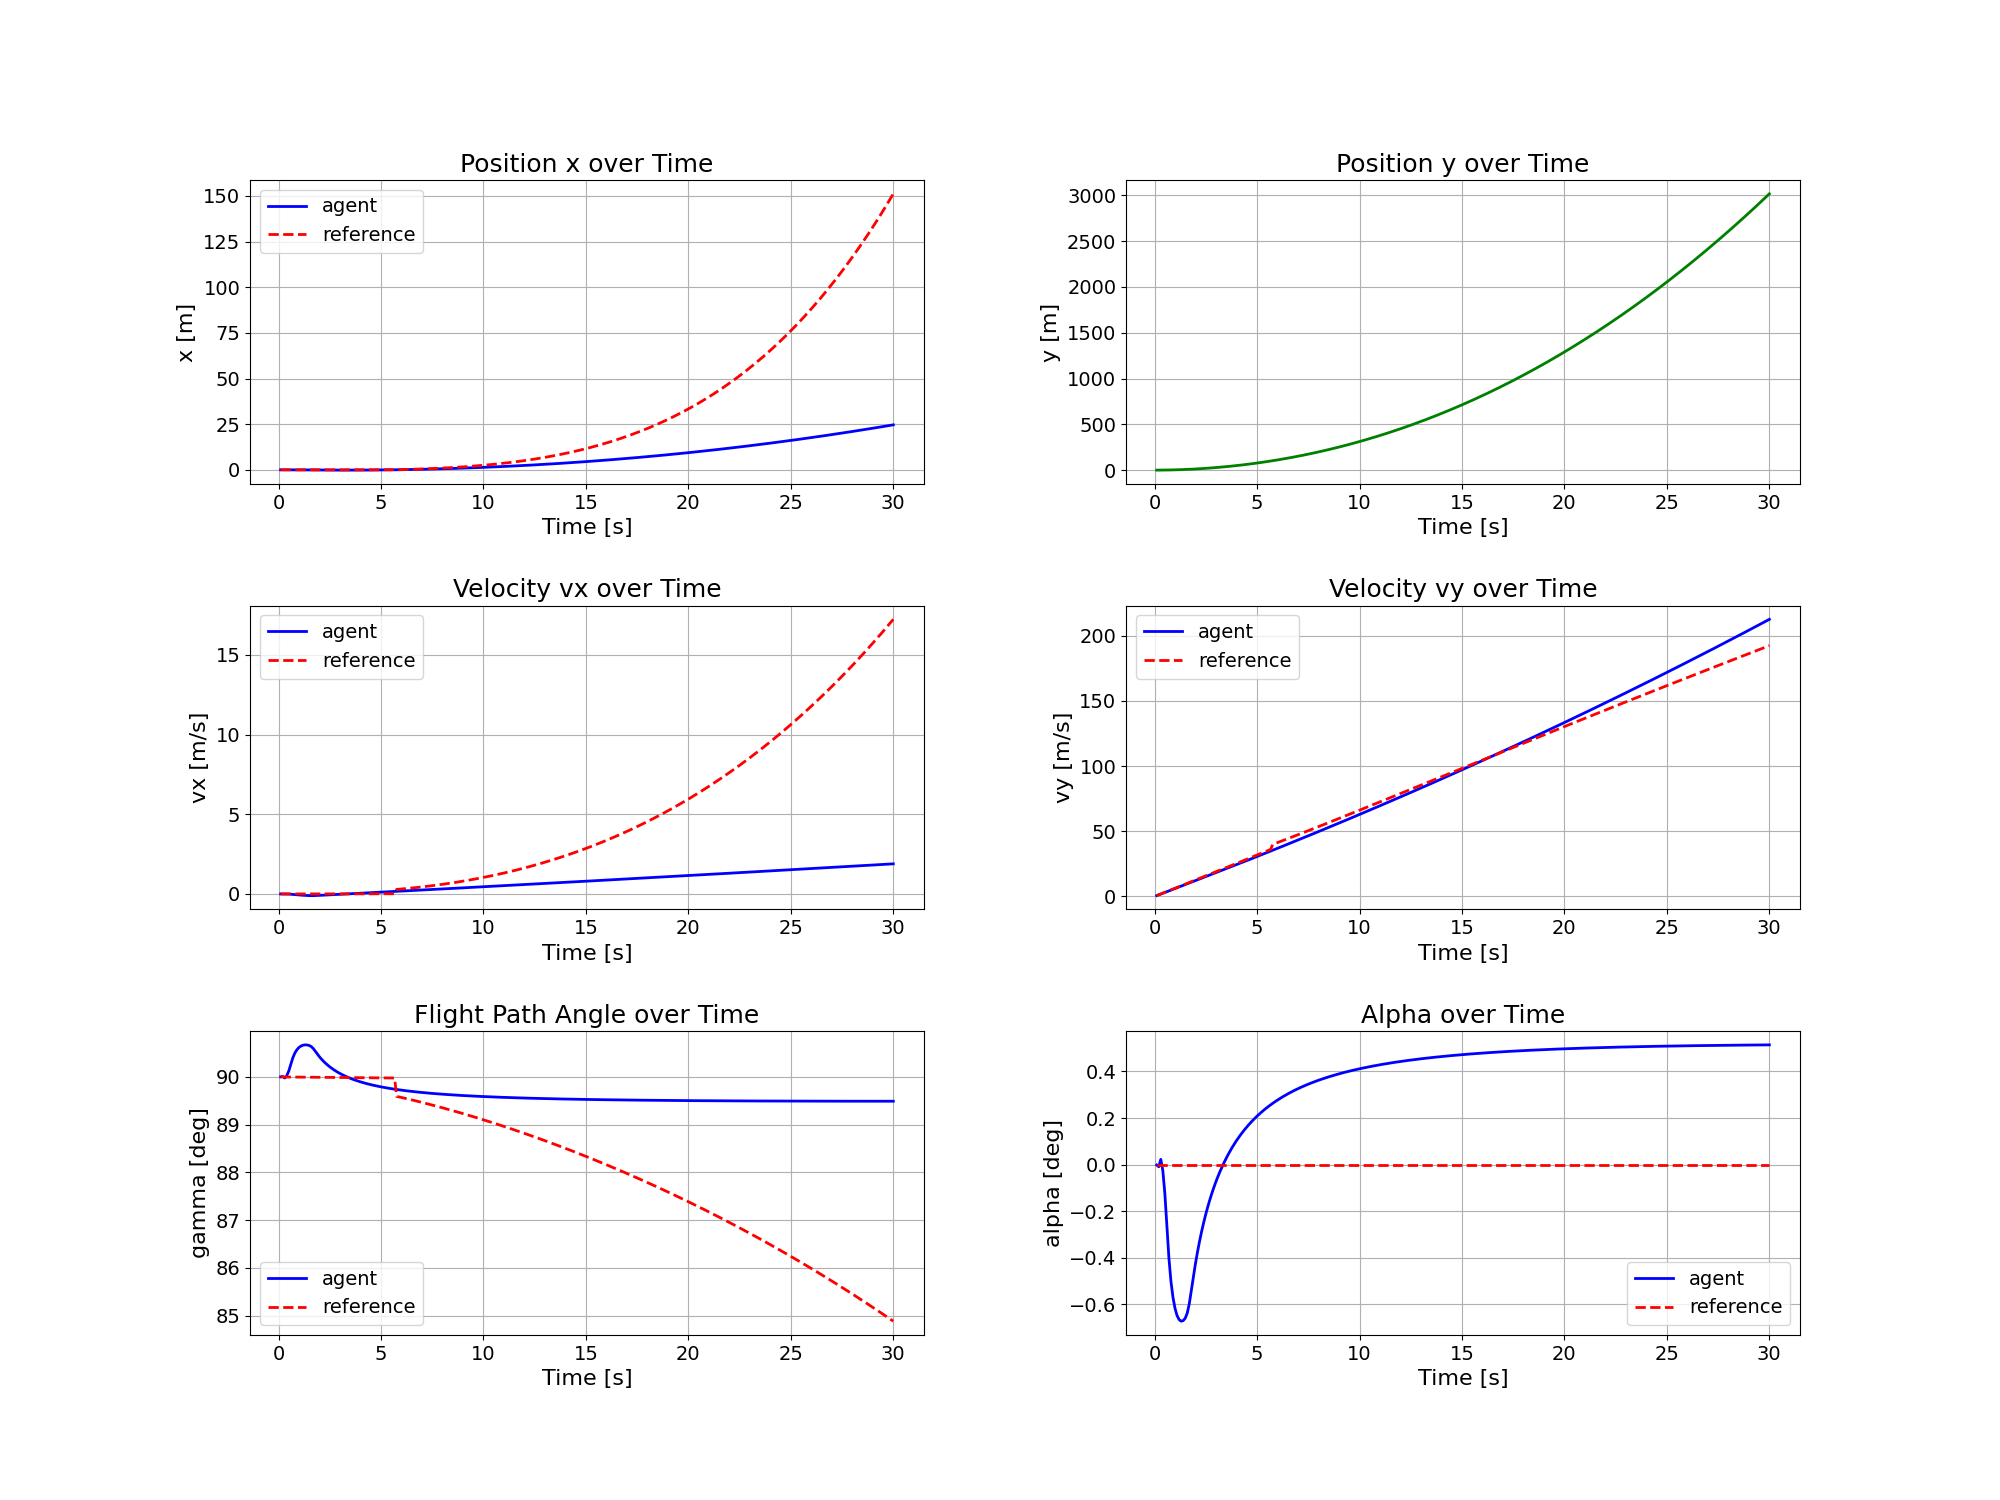 Position x over Time
150
125
100
75
50
25
0
x [m]
agent
reference
0 5 10 15 20 25 30
Time [s]
Position y over Time
3000
2500
2000
1500
1000
500
0
y [m]
0 5 10 15 20 25 30
Time [s]
Velocity vx over Time
15
10
5
0
vx [m/s]
agent
reference
0 5 10 15 20 25 30
Time [s]
Velocity vy over Time
200
150
100
50
0
vy [m/s]
agent
reference
0 5 10 15 20 25 30
Time [s]
Flight Path Angle over Time
90
89
88
87
86
85
gamma [deg]
agent
reference
0 5 10 15 20 25 30
Time [s]
Alpha over Time
0.4
0.2
0.0
−0.2
−0.4
−0.6
alpha [deg]
agent
reference
0 5 10 15 20 25 30
Time [s]